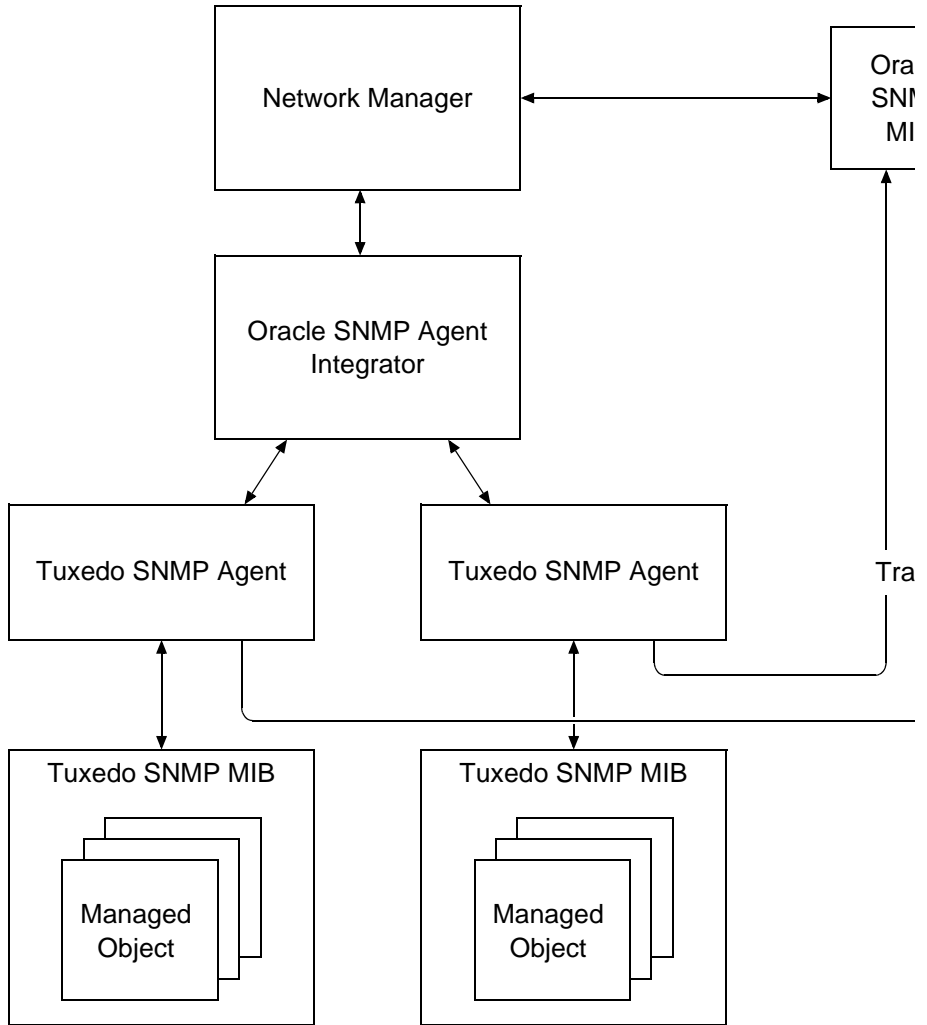 Network Manager
Ora
SNM
MI
Oracle SNMP Agent
Integrator
Tuxedo SNMP Agent
Tuxedo SNMP Agent
Tra
Tuxedo SNMP MIB
Tuxedo SNMP MIB
Managed
Object
Managed
Object